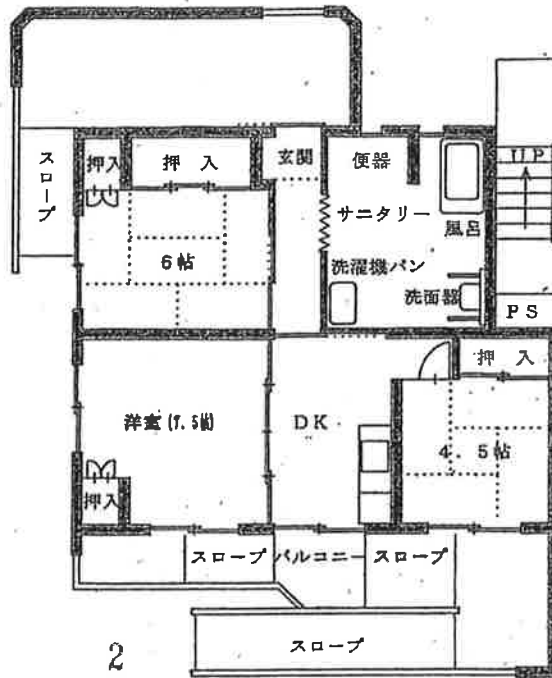 スロープ
押入
押入
玄関
便器
UP
サニタリー
風呂
6帖
洗濯機パン
洗面器
PS
押入
洋室(7.5帖)
DK
4.5帖
押入
スロープ
バルコニー
スロープ
スロープ
2